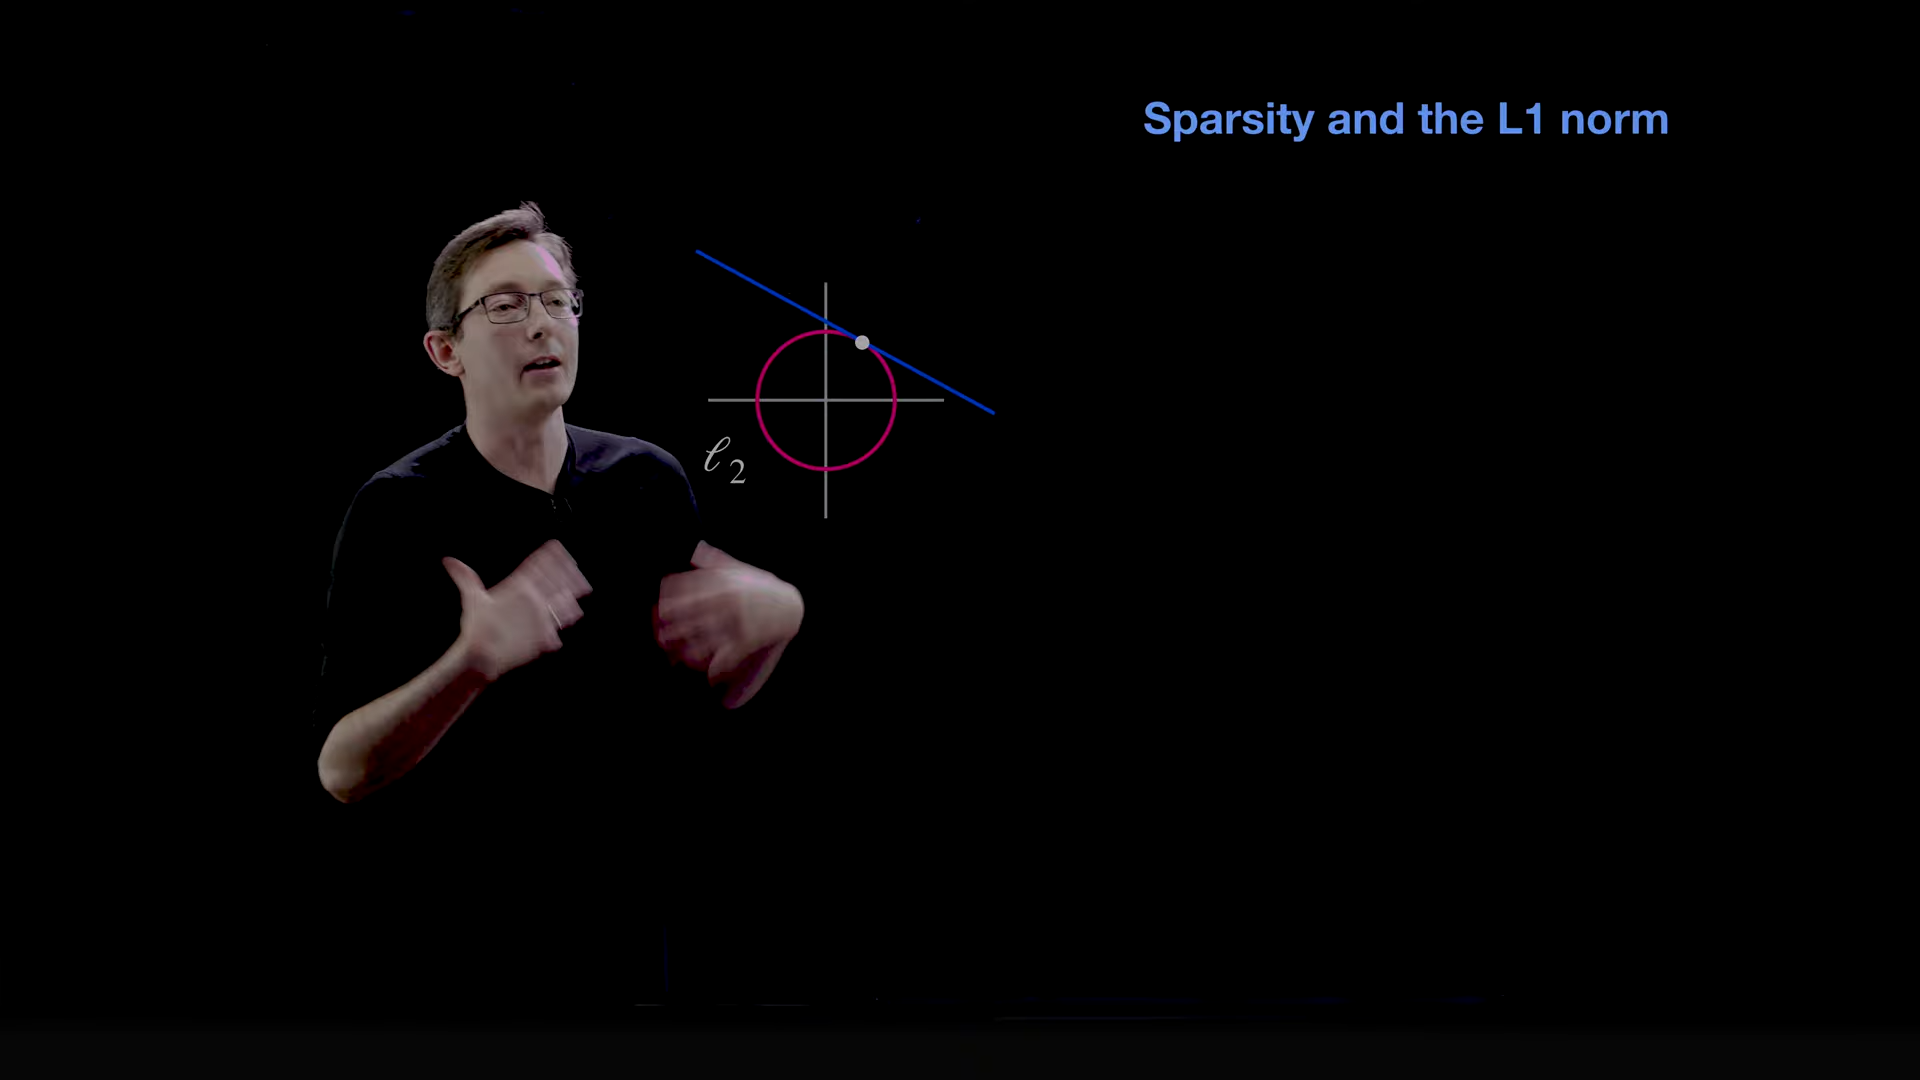 Sparsity and the L1 norm
ℓ₂